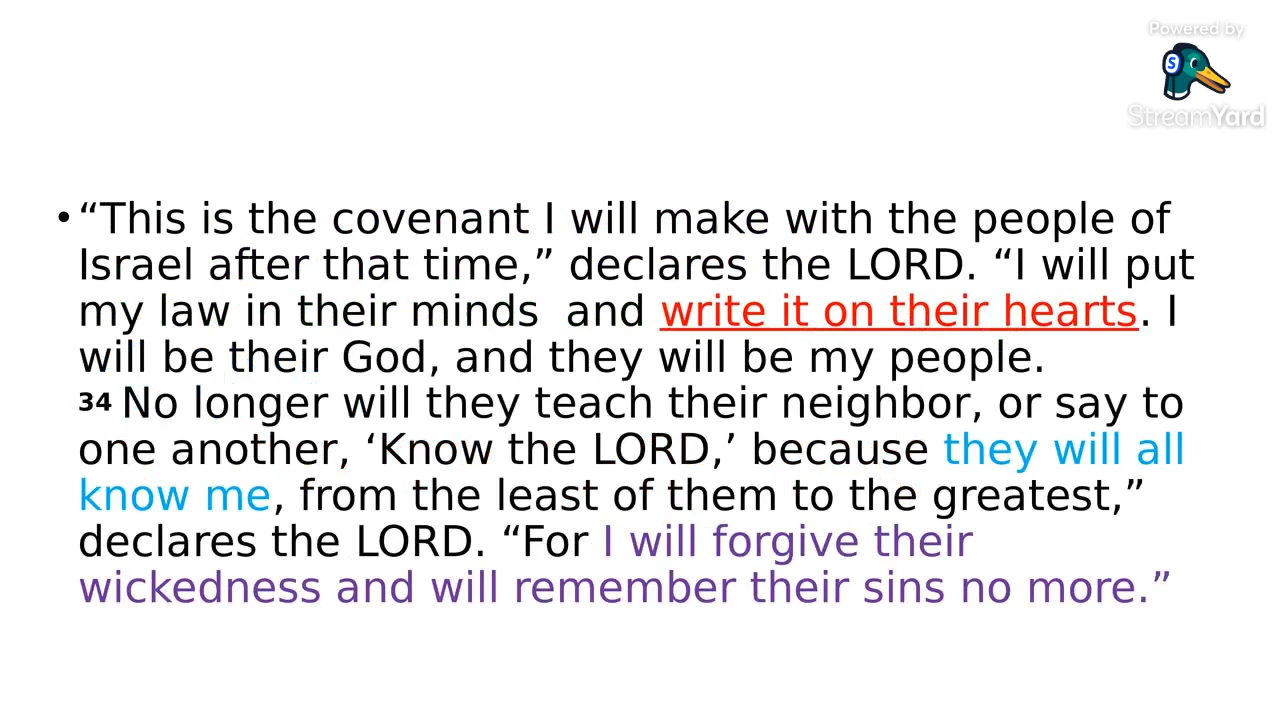 Powered by
S
StreamYard
• “This is the covenant I will make with the people of
Israel after that time,” declares the LORD. “I will put
my law in their minds  and write it on their hearts. I
will be their God, and they will be my people.
34 No longer will they teach their neighbor, or say to
one another, ‘Know the LORD,’ because they will all
know me, from the least of them to the greatest,”
declares the LORD. “For I will forgive their
wickedness and will remember their sins no more.”